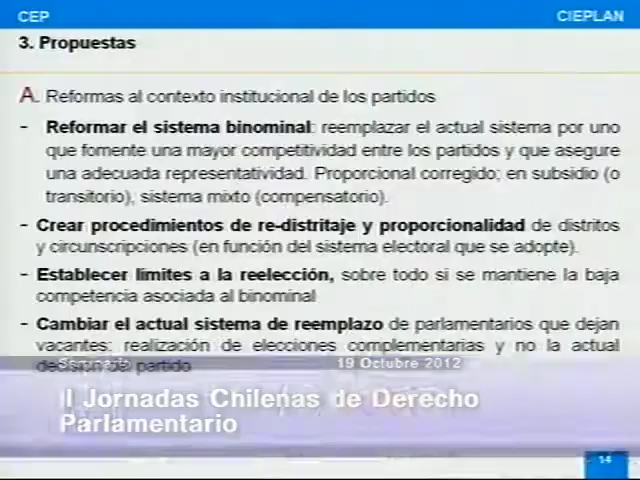 CEP
CIEPLAN
3. Propuestas
A. Reformas al contexto institucional de los partidos
- Reformar el sistema binominal: reemplazar el actual sistema por uno
que fomente una mayor competitividad entre los partidos y que asegure
una adecuada representatividad. Proporcional corregido; en subsidio (o
transitorio), sistema mixto (compensatorio).
- Crear procedimientos de re-distritaje y proporcionalidad de distritos
y circunscripciones (en función del sistema electoral que se adopte).
- Establecer límites a la reelección, sobre todo si se mantiene la baja
competencia asociada al binominal
- Cambiar el actual sistema de reemplazo de parlamentarios que dejan
vacantes: realización de elecciones complementarias y no la actual
decisión del partido
Seminario
19 Octubre 2012
II Jornadas Chilenas de Derecho
Parlamentario
14